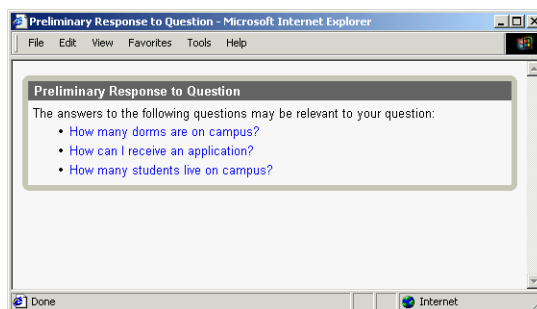 Preliminary Response to Question - Microsoft Internet Explorer
File Edit View Favorites Tools Help
Preliminary Response to Question
The answers to the following questions may be relevant to your question:
• How many dorms are on campus?
• How can I receive an application?
• How many students live on campus?
Done Internet